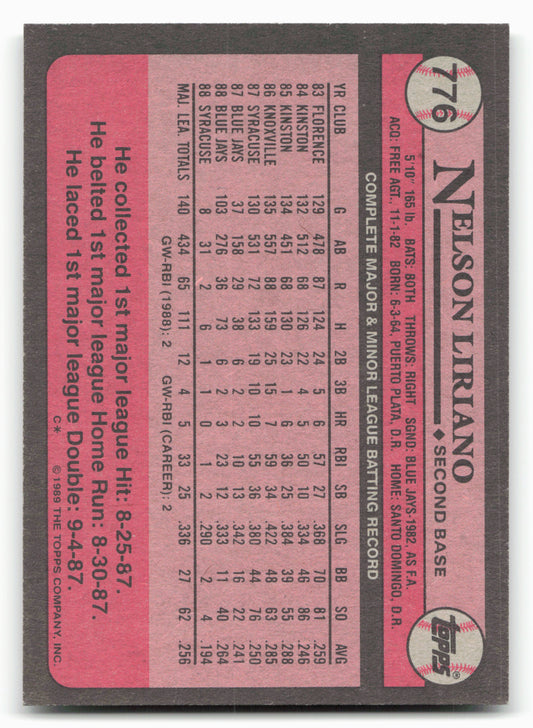 776
NELSON LIRIANO ♦ SECOND BASE
topps®
5'10" 165 lb. BATS: BOTH THROWS: RIGHT SGND: BLUE JAYS-1982, AS F.A.
ACQ: FREE AGT., 11-1-82 BORN: 6-3-64, PUERTO PLATA, D.R. HOME: SANTO DOMINGO, D.R.
COMPLETE MAJOR & MINOR LEAGUE BATTING RECORD
YR CLUB G AB R H 2B 3B HR RBI SB SLG BB SO AVG
83 FLORENCE 129 478 87 124 24 5 6 57 27 .368 70 81 .259
84 KINSTON 132 512 68 126 22 4 5 50 10 .334 46 86 .246
85 KINSTON 134 451 68 130 23 1 6 36 25 .384 39 55 .288
86 KNOXVILLE 135 557 88 159 25 15 7 59 35 .422 48 63 .285
87 SYRACUSE 130 531 72 133 19 10 10 55 36 .380 44 76 .250
87 BLUE JAYS 37 158 29 38 6 2 2 10 13 .342 16 22 .241
88 BLUE JAYS 103 276 36 73 6 2 3 23 12 .333 11 40 .264
88 SYRACUSE 8 31 2 6 1 1 0 1 2 .290 2 4 .194
MAJ. LEA. TOTALS 140 434 65 111 12 4 5 33 25 .336 27 62 .256
GW-RBI (1988): 2 GW-RBI (CAREER): 2
He collected 1st major league Hit: 8-25-87.
He belted 1st major league Home Run: 8-30-87.
He laced 1st major league Double: 9-4-87.
C* ©1989 THE TOPPS COMPANY, INC.